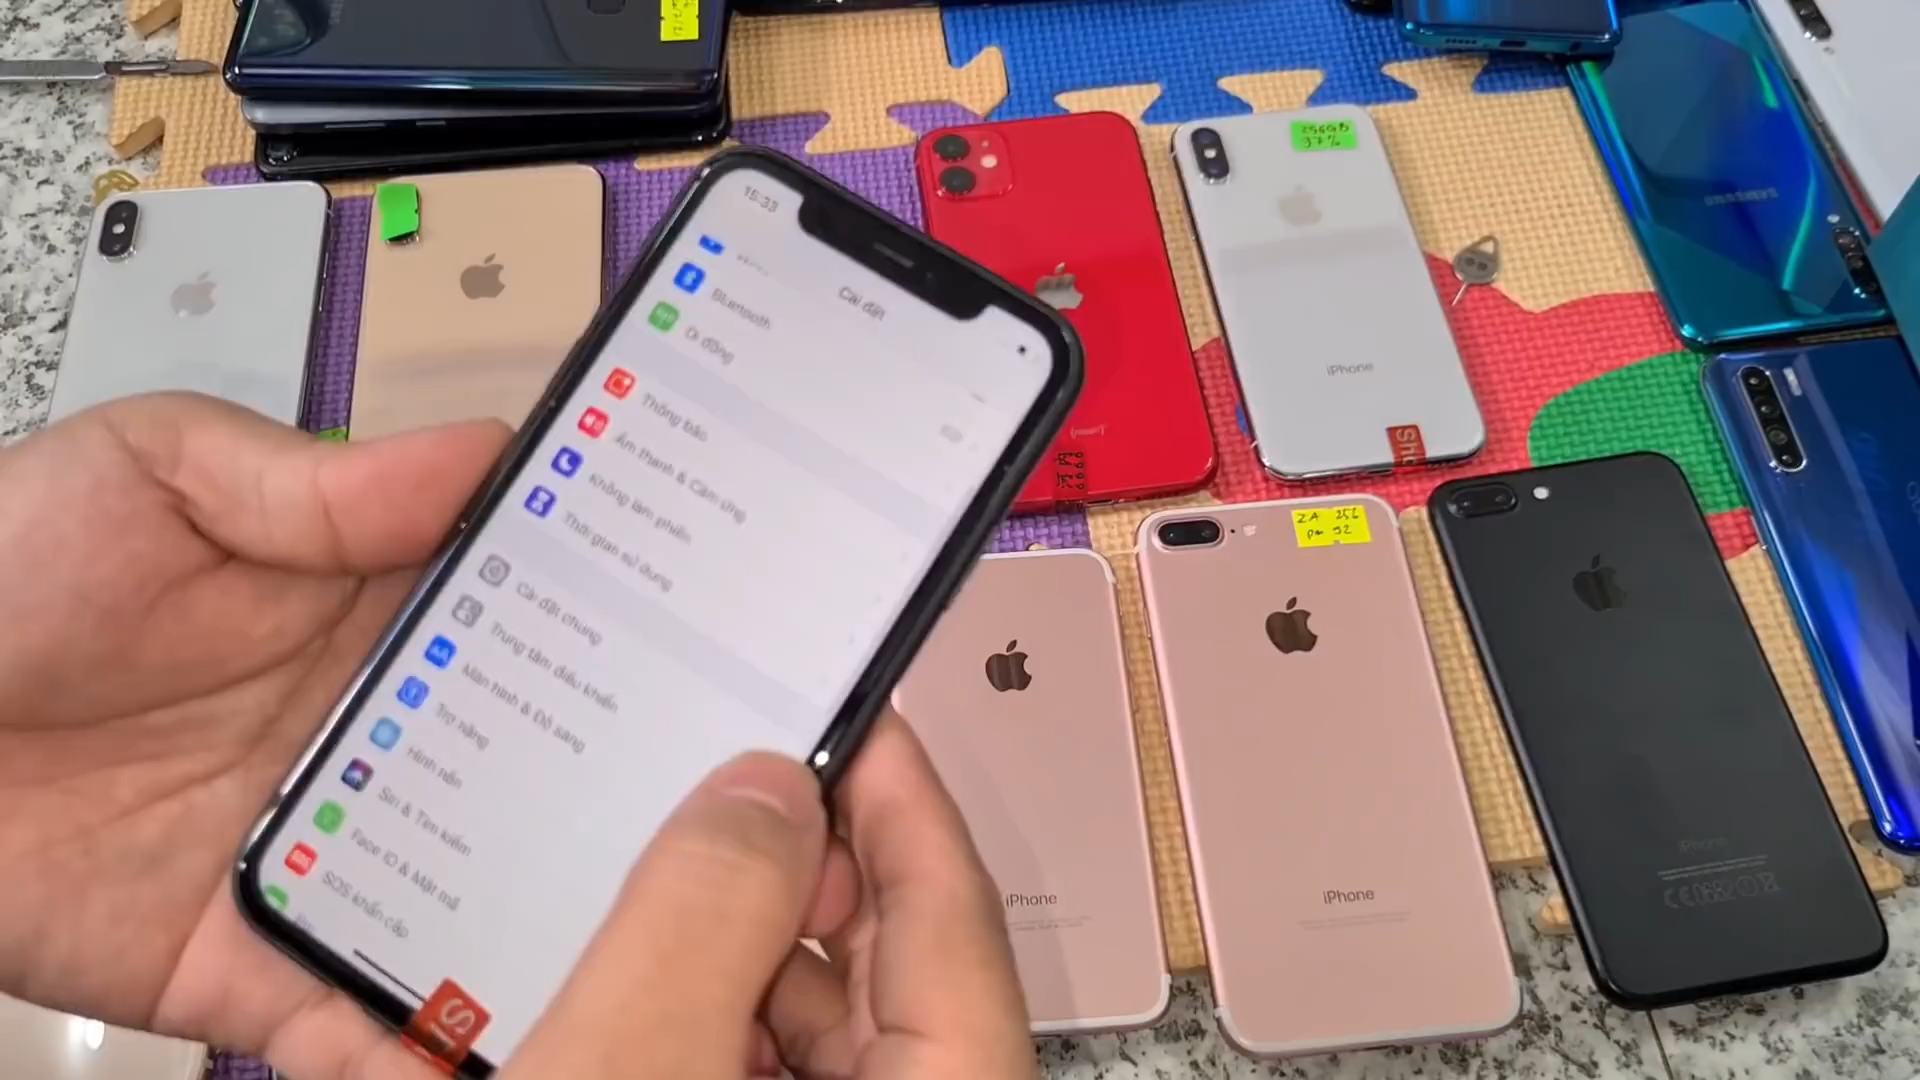 15:33
Cài đặt
Bluetooth
Di động
Thông báo
Âm thanh & Cảm ứng
Không làm phiền
Thời gian sử dụng
Cài đặt chung
Trung tâm điều khiển
Màn hình & Độ sáng
Trợ năng
Hình nền
Siri & Tìm kiếm
Face ID & Mật mã
SOS khẩn cấp
256GB
97%
iPhone
SAMSUNG
ZA 256
pin 92
iPhone
iPhone
iPhone